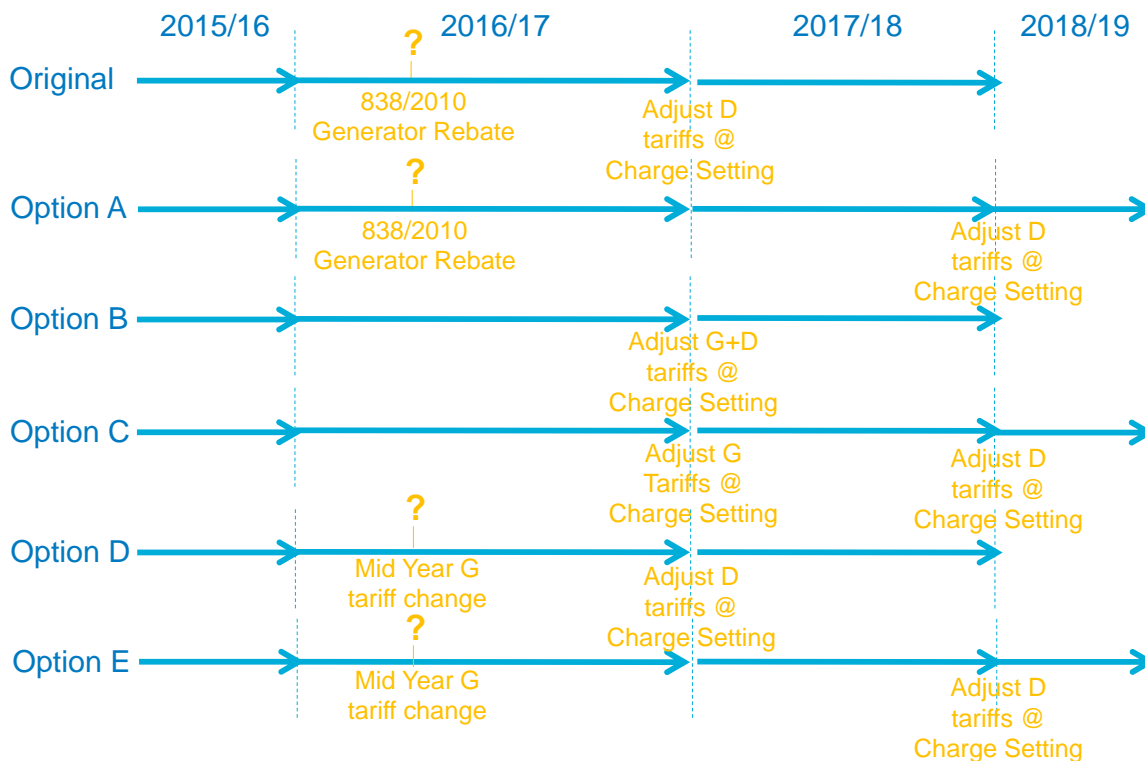 2015/16
2016/17
2017/18
2018/19
Original
?
838/2010
Generator Rebate
Adjust D
tariffs @
Charge Setting
Option A
?
838/2010
Generator Rebate
Adjust D
tariffs @
Charge Setting
Option B
Adjust G+D
tariffs @
Charge Setting
Option C
Adjust G
Tariffs @
Charge Setting
Adjust D
tariffs @
Charge Setting
Option D
?
Mid Year G
tariff change
Adjust D
tariffs @
Charge Setting
Option E
?
Mid Year G
tariff change
Adjust D
tariffs @
Charge Setting